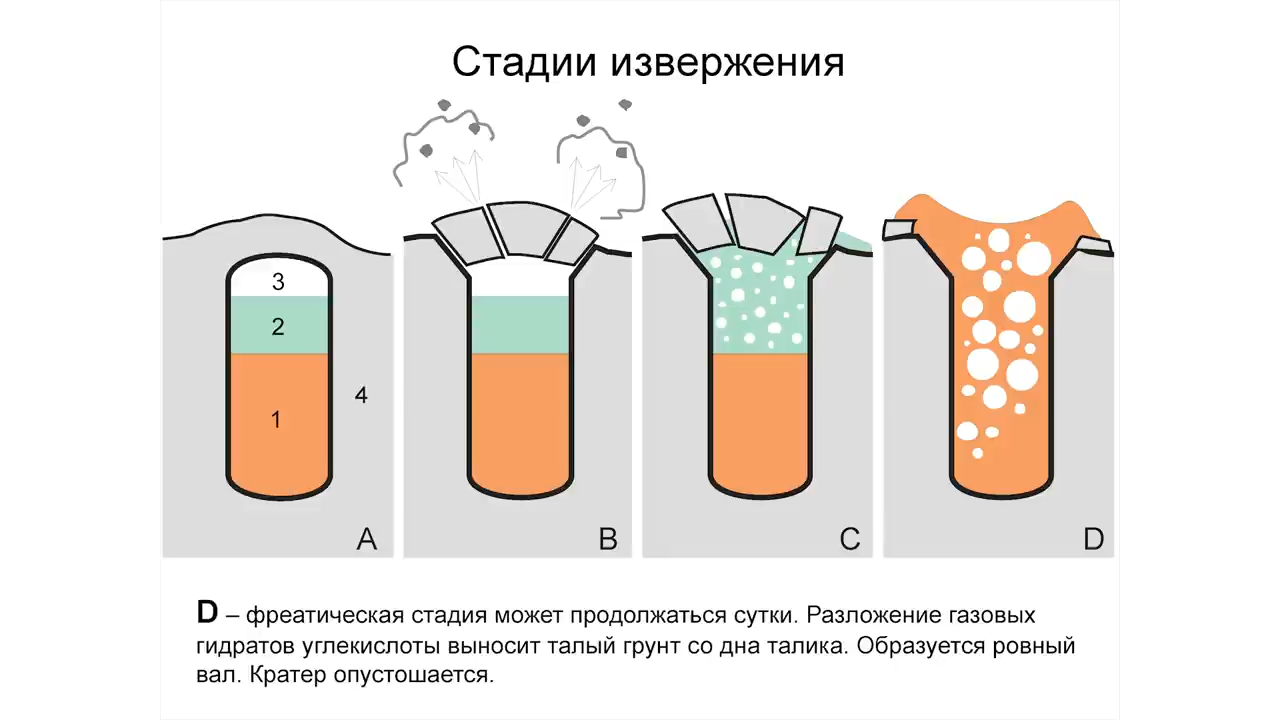 Стадии извержения
3
2
1
4
A
B
C
D
D – фреатическая стадия может продолжаться сутки. Разложение газовых
гидратов углекислоты выносит талый грунт со дна талика. Образуется ровный
вал. Кратер опустошается.